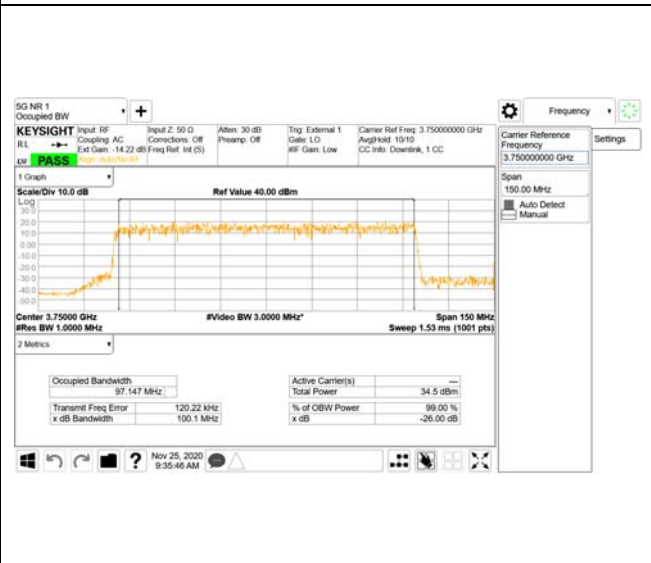 5G NR 1
Occupied BW
Frequency
KEYSIGHT
Input: RF
Input Z: 50 Ω
Atten: 30 dB
Trig: External 1
Carrier Ref Freq: 3.750000000 GHz
R L
Coupling: AC
Corrections: Off
Preamp: Off
Gate: LO
Avg|Hold: 10/10
Ext Gain: -14.22 dB
Freq Ref: Int (S)
#IF Gain: Low
CC Info: Downlink, 1 CC
PASS
Align: Auto/No RF
Carrier Reference
Frequency
3.750000000 GHz
Settings
Span
150.00 MHz
Auto Detect
Manual
1 Graph
Scale/Div 10.0 dB
Ref Value 40.00 dBm
Log
30.0
20.0
10.0
0.00
-10.0
-20.0
-30.0
-40.0
-50.0
Center 3.75000 GHz
#Video BW 3.0000 MHz*
Span 150 MHz
#Res BW 1.0000 MHz
Sweep 1.53 ms (1001 pts)
2 Metrics
Occupied Bandwidth
97.147 MHz
Active Carrier(s)
---
Total Power
34.5 dBm
Transmit Freq Error
120.22 kHz
% of OBW Power
99.00 %
x dB Bandwidth
100.1 MHz
x dB
-26.00 dB
?
Nov 25, 2020
9:35:46 AM